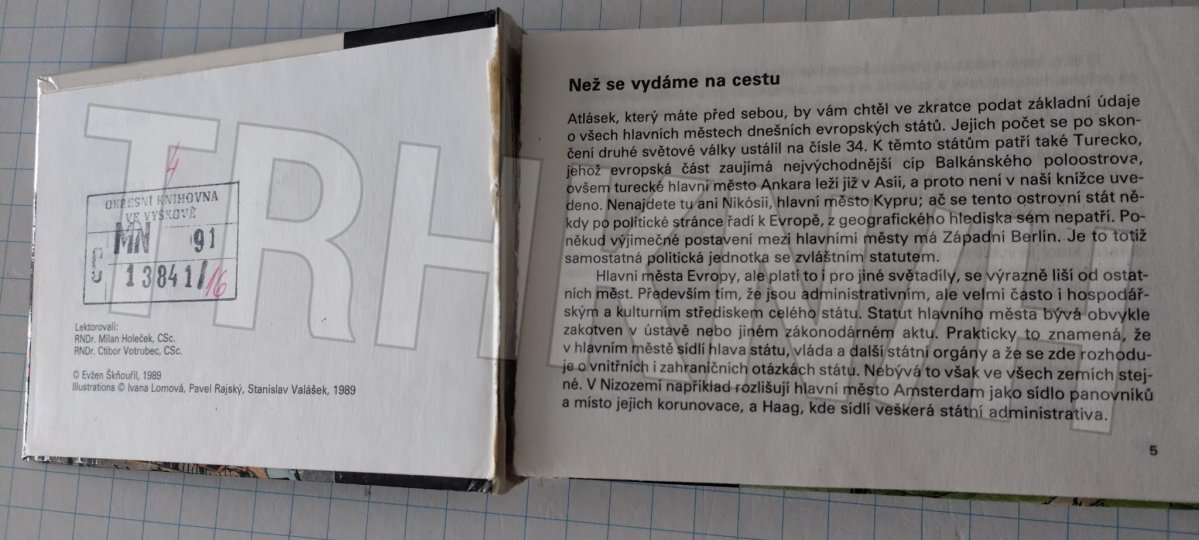 4
OKRESNÍ KNIHOVNA
VE VYŠKOVĚ
MN 91
13841/16
Lektorovali:
RNDr. Milan Holeček, CSc.
RNDr. Ctibor Votrubec, CSc.
© Evžen Škňouřil, 1989
Illustrations © Ivana Lomová, Pavel Rajský, Stanislav Valášek, 1989
Než se vydáme na cestu
Atlásek, který máte před sebou, by vám chtěl ve zkratce podat základní údaje
o všech hlavních městech dnešních evropských států. Jejich počet se po skon-
čení druhé světové války ustálil na čísle 34. K těmto státům patří také Turecko,
jehož evropská část zaujímá nejvýchodnější cíp Balkánského poloostrova,
ovšem turecké hlavní město Ankara leží již v Asii, a proto není v naší knížce uve-
deno. Nenajdete tu ani Nikósii, hlavní město Kypru; ač se tento ostrovní stát ně-
kdy po politické stránce řadí k Evropě, z geografického hlediska sem nepatří. Po-
někud výjimečné postavení mezi hlavními městy má Západní Berlín. Je to totiž
samostatná politická jednotka se zvláštním statutem.
Hlavní města Evropy, ale platí to i pro jiné světadíly, se výrazně liší od ostat-
ních měst. Především tím, že jsou administrativním, ale velmi často i hospodář-
ským a kulturním střediskem celého státu. Statut hlavního města bývá obvykle
zakotven v ústavě nebo jiném zákonodárném aktu. Prakticky to znamená, že
v hlavním městě sídlí hlava státu, vláda a další státní orgány a že se zde rozhodu-
je o vnitřních i zahraničních otázkách státu. Nebývá to však ve všech zemích stej-
né. V Nizozemí například rozlišují hlavní město Amsterdam jako sídlo panovníků
a místo jejich korunovace, a Haag, kde sídlí veškerá státní administrativa.
5
TRHKNIH